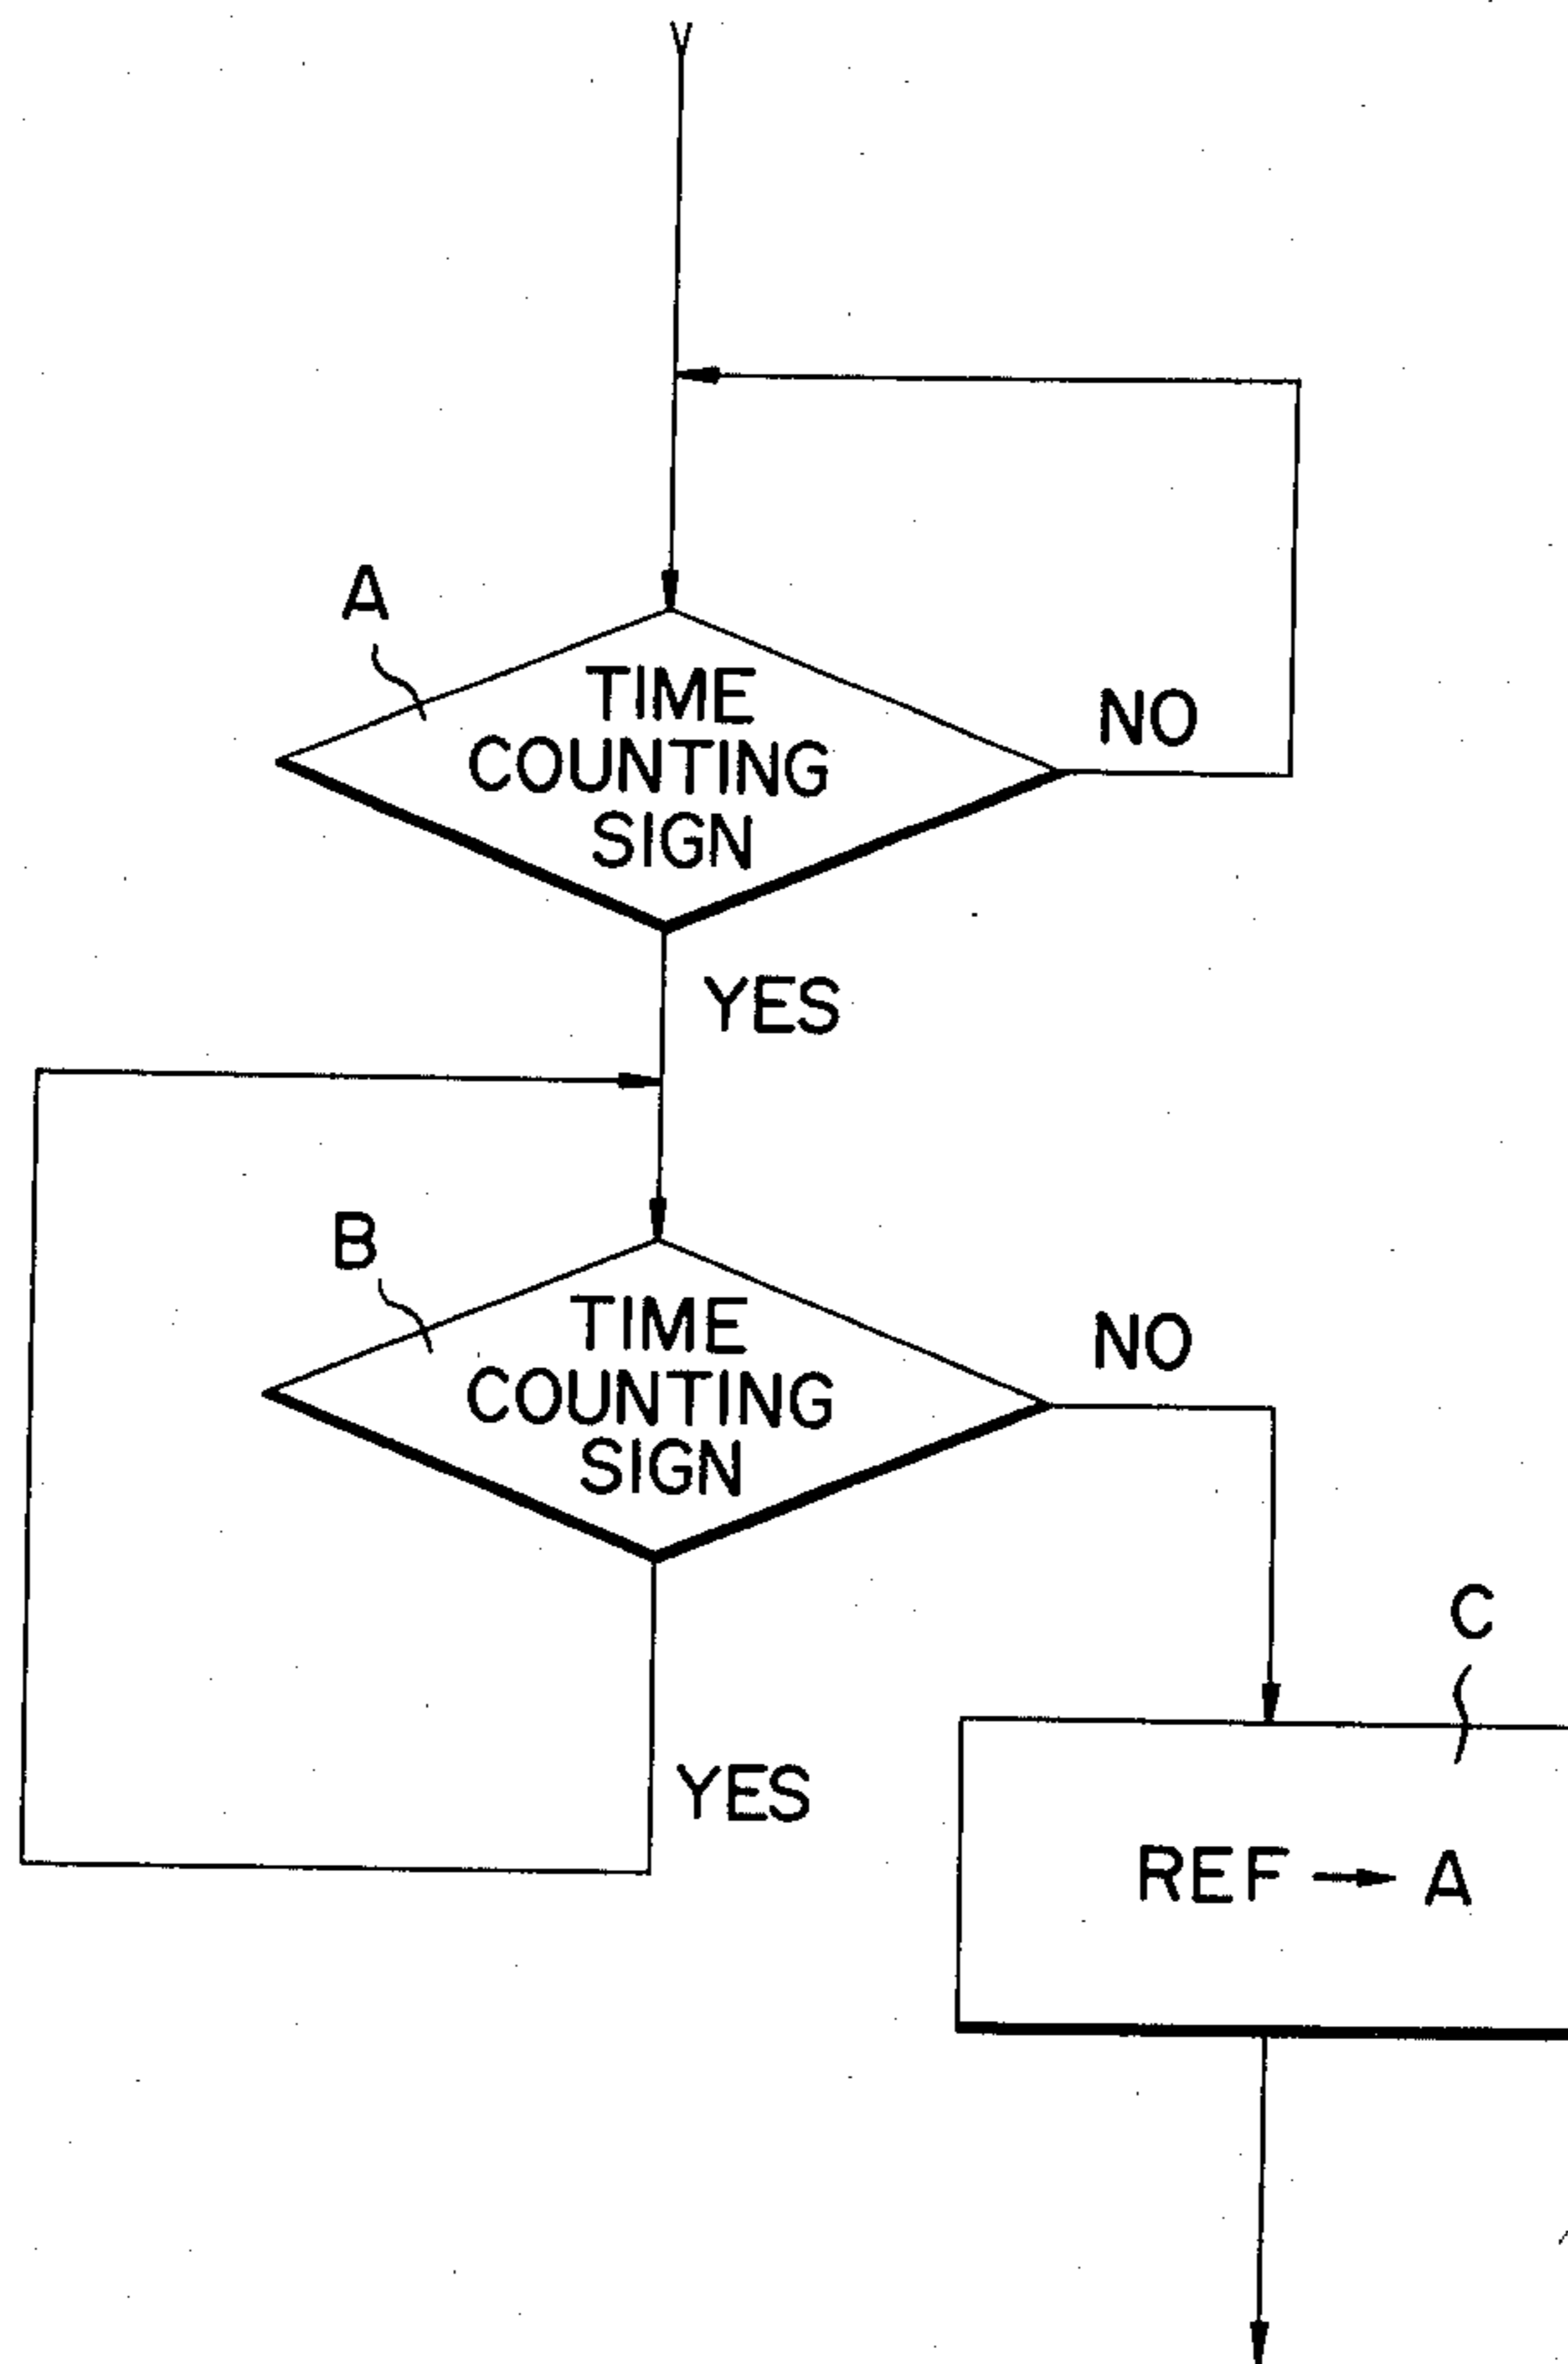 A
TIME
COUNTING
SIGN
NO
YES
B
TIME
COUNTING
SIGN
NO
YES
C
REF → A